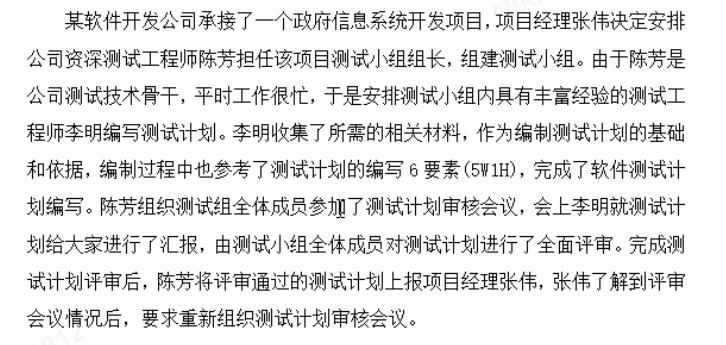 某软件开发公司承接了一个政府信息系统开发项目，项目经理张伟决定安排
公司资深测试工程师陈芳担任该项目测试小组组长，组建测试小组。由于陈芳是
公司测试技术骨干，平时工作很忙，于是安排测试小组内具有丰富经验的测试工
程师李明编写测试计划。李明收集了所需的相关材料，作为编制测试计划的基础
和依据，编制过程中也参考了测试计划的编写 6 要素(5W1H)，完成了软件测试计
划编写。陈芳组织测试组全体成员参加了测试计划审核会议，会上李明就测试计
划给大家进行了汇报，由测试小组全体成员对测试计划进行了全面评审。完成测
试计划评审后，陈芳将评审通过的测试计划上报项目经理张伟，张伟了解到评审
会议情况后，要求重新组织测试计划审核会议。